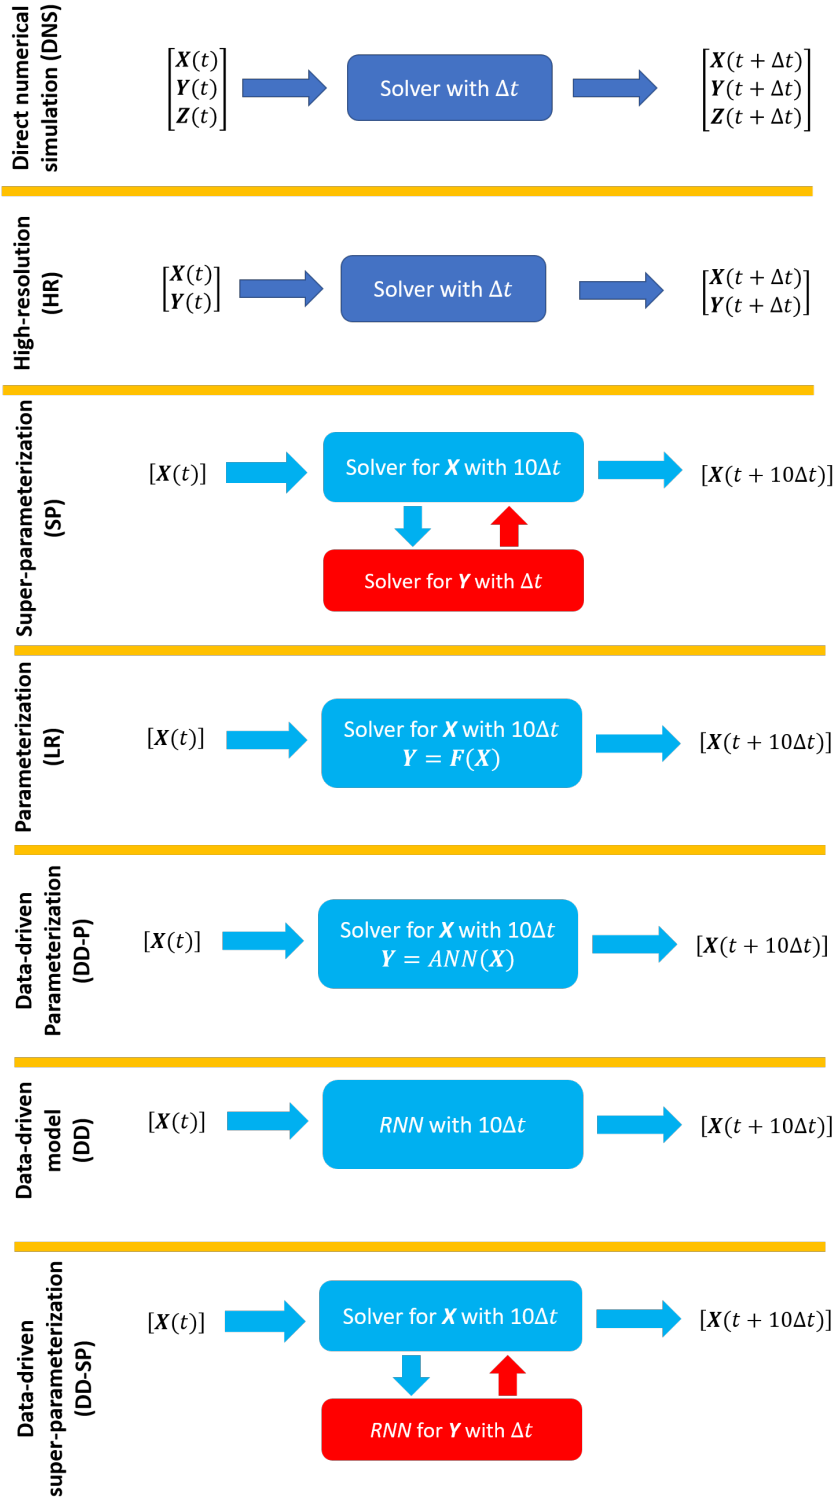 Direct numerical
simulation (DNS)
[X(t)
Y(t)
Z(t)]
Solver with Δt
[X(t + Δt)
Y(t + Δt)
Z(t + Δt)]
High-resolution
(HR)
[X(t)
Y(t)]
Solver with Δt
[X(t + Δt)
Y(t + Δt)]
Super-parameterization
(SP)
[X(t)]
Solver for X with 10Δt
[X(t + 10Δt)]
Solver for Y with Δt
Parameterization
(LR)
[X(t)]
Solver for X with 10Δt
Y = F(X)
[X(t + 10Δt)]
Data-driven
Parameterization
(DD-P)
[X(t)]
Solver for X with 10Δt
Y = ANN(X)
[X(t + 10Δt)]
Data-driven
model
(DD)
[X(t)]
RNN with 10Δt
[X(t + 10Δt)]
Data-driven
super-parameterization
(DD-SP)
[X(t)]
Solver for X with 10Δt
[X(t + 10Δt)]
RNN for Y with Δt